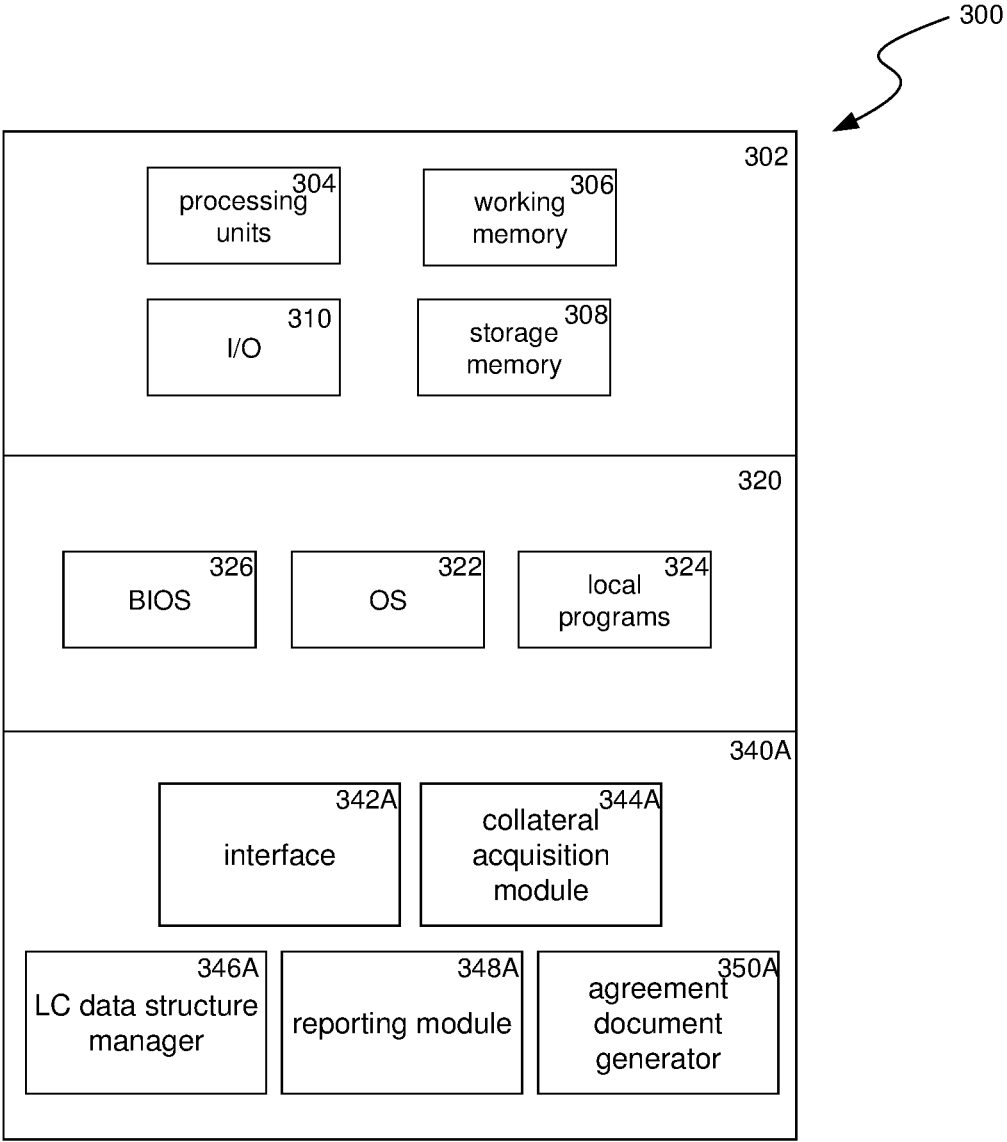 300
302
304
processing
units
306
working
memory
310
I/O
308
storage
memory
320
326
BIOS
322
OS
324
local
programs
340A
342A
interface
344A
collateral
acquisition
module
346A
LC data structure
manager
348A
reporting module
350A
agreement
document
generator